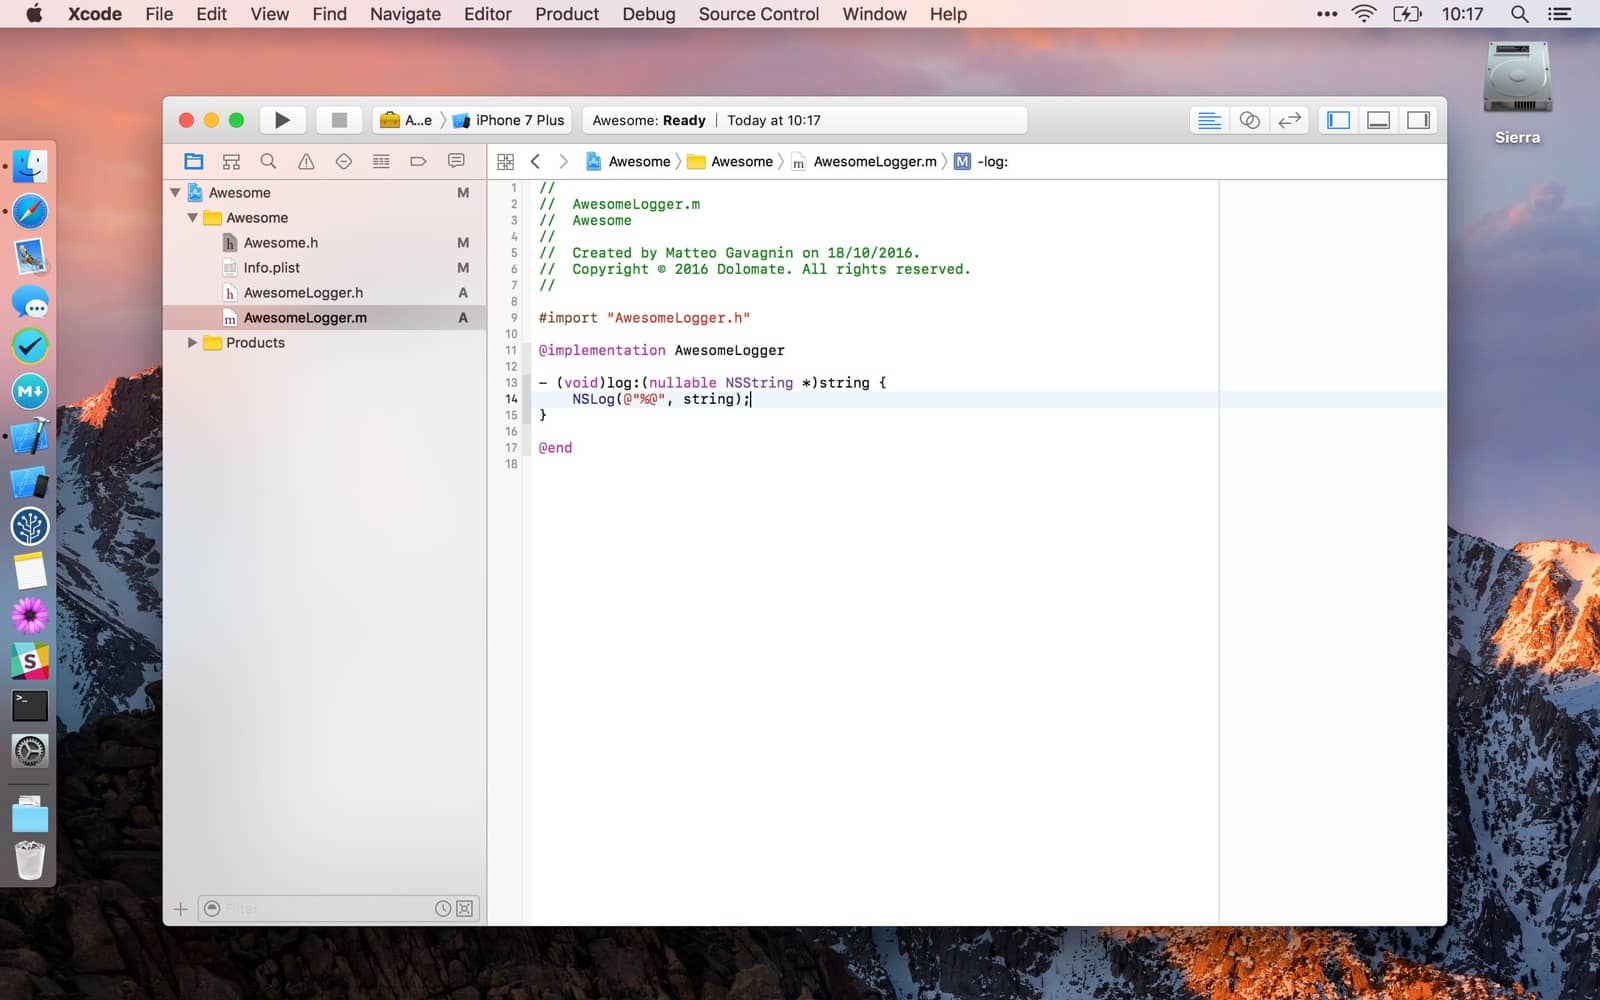 Xcode File Edit View Find Navigate Editor Product Debug Source Control Window Help 10:17
Sierra
A...e iPhone 7 Plus Awesome: Ready | Today at 10:17
Awesome Awesome AwesomeLogger.m M -log:
Awesome M
Awesome
h Awesome.h M
Info.plist M
h AwesomeLogger.h A
m AwesomeLogger.m A
Products
Filter
1 //
2 //  AwesomeLogger.m
3 //  Awesome
4 //
5 //  Created by Matteo Gavagnin on 18/10/2016.
6 //  Copyright © 2016 Dolomate. All rights reserved.
7 //
8
9 #import "AwesomeLogger.h"
10
11 @implementation AwesomeLogger
12
13 - (void)log:(nullable NSString *)string {
14     NSLog(@"%@", string);
15 }
16
17 @end
18
M↓
S
>_